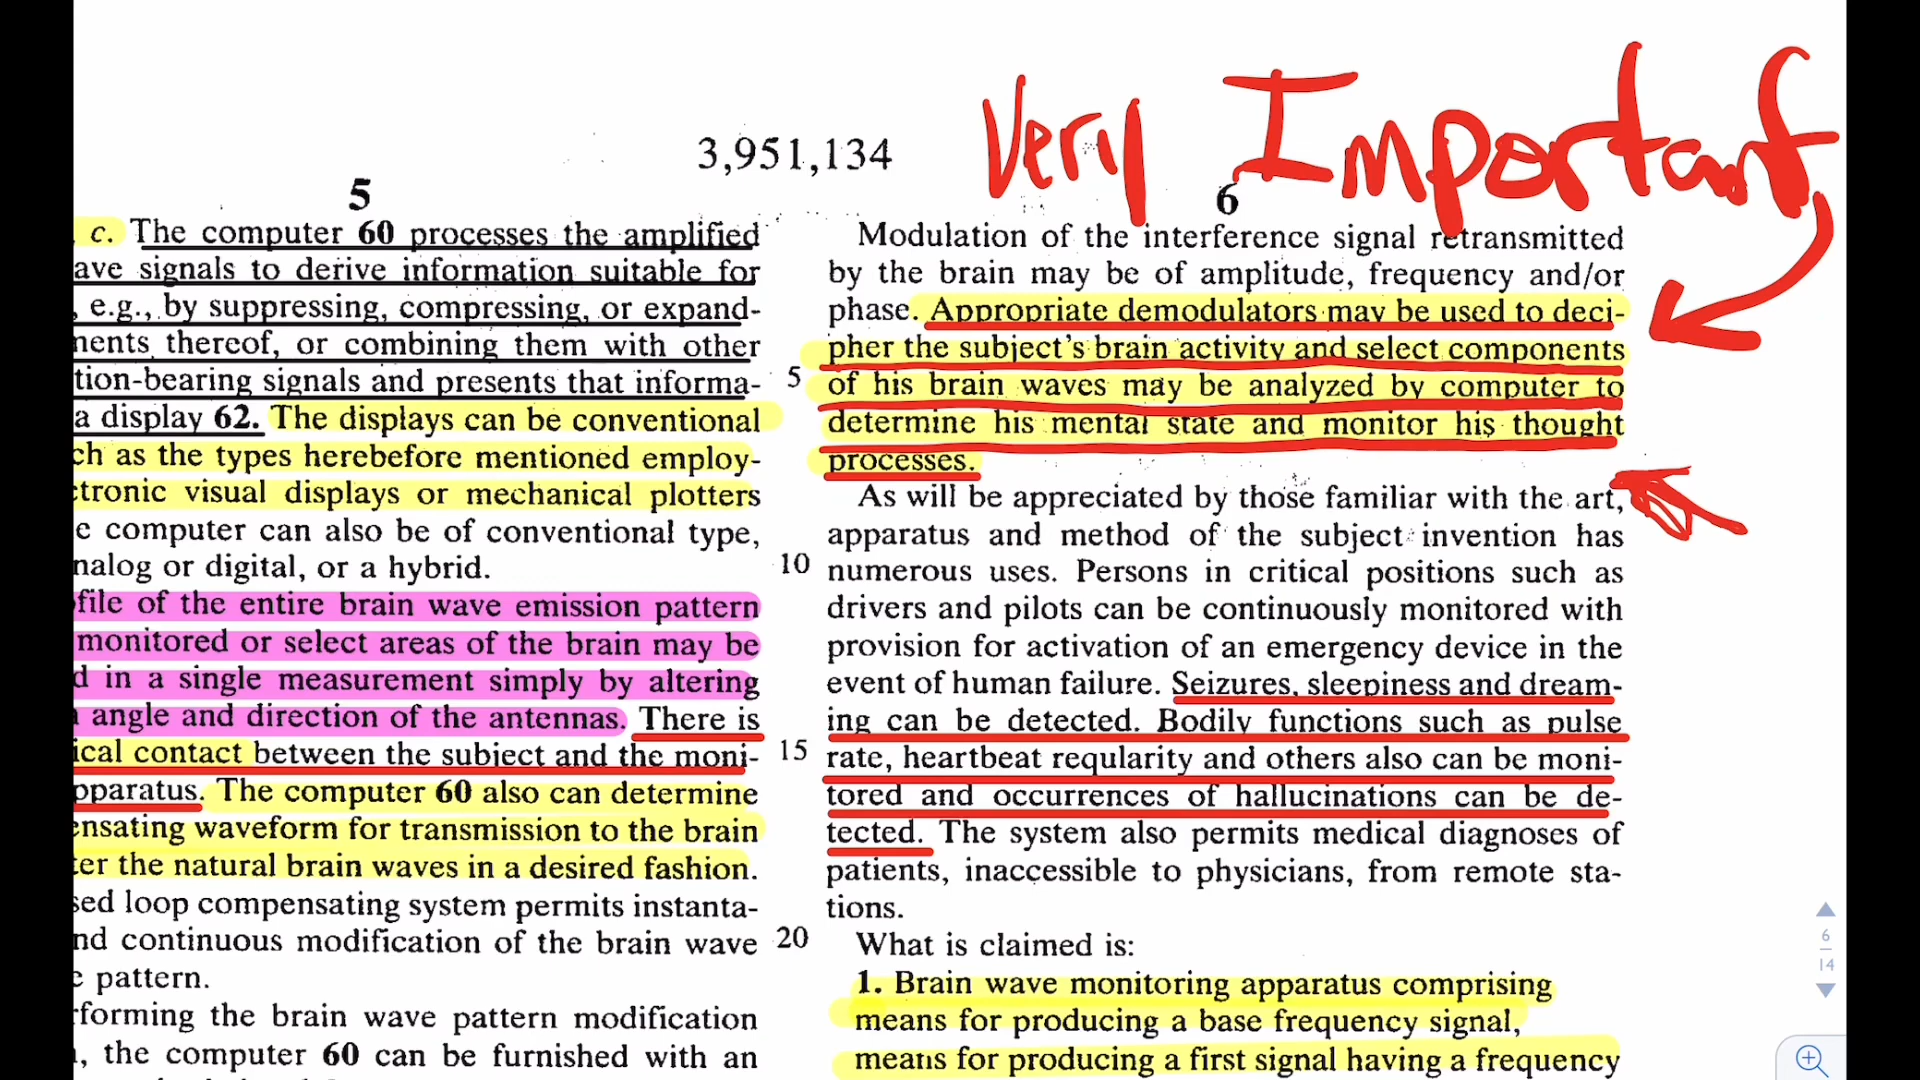 Very Important
3,951,134
5
c. The computer 60 processes the amplified
ave signals to derive information suitable for
, e.g., by suppressing, compressing, or expand-
nents thereof, or combining them with other
tion-bearing signals and presents that informa-
a display 62. The displays can be conventional
ch as the types herebefore mentioned employ-
tronic visual displays or mechanical plotters
e computer can also be of conventional type,
nalog or digital, or a hybrid.
file of the entire brain wave emission pattern
monitored or select areas of the brain may be
d in a single measurement simply by altering
angle and direction of the antennas. There is
ical contact between the subject and the moni-
pparatus. The computer 60 also can determine
ensating waveform for transmission to the brain
ter the natural brain waves in a desired fashion.
sed loop compensating system permits instanta-
nd continuous modification of the brain wave
e pattern.
rforming the brain wave pattern modification
, the computer 60 can be furnished with an
6
Modulation of the interference signal retransmitted
by the brain may be of amplitude, frequency and/or
phase. Appropriate demodulators may be used to deci-
pher the subject's brain activity and select components
5 of his brain waves may be analyzed by computer to
determine his mental state and monitor his thought
processes.
As will be appreciated by those familiar with the art,
apparatus and method of the subject invention has
10 numerous uses. Persons in critical positions such as
drivers and pilots can be continuously monitored with
provision for activation of an emergency device in the
event of human failure. Seizures, sleepiness and dream-
ing can be detected. Bodily functions such as pulse
15 rate, heartbeat reqularity and others also can be moni-
tored and occurrences of hallucinations can be de-
tected. The system also permits medical diagnoses of
patients, inaccessible to physicians, from remote sta-
tions.
20 What is claimed is:
1. Brain wave monitoring apparatus comprising
means for producing a base frequency signal,
means for producing a first signal having a frequency
6
14